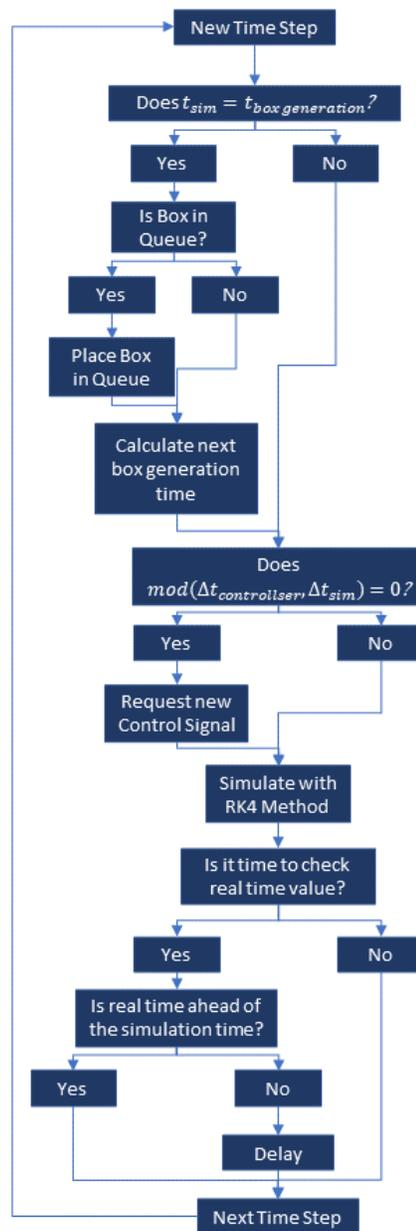 New Time Step
Does t_sim = t_box generation?
Yes
No
Is Box in
Queue?
Yes
No
Place Box
in Queue
Calculate next
box generation
time
Does
mod(Δt_controllser, Δt_sim) = 0?
Yes
No
Request new
Control Signal
Simulate with
RK4 Method
Is it time to check
real time value?
Yes
No
Is real time ahead of
the simulation time?
Yes
No
Delay
Next Time Step